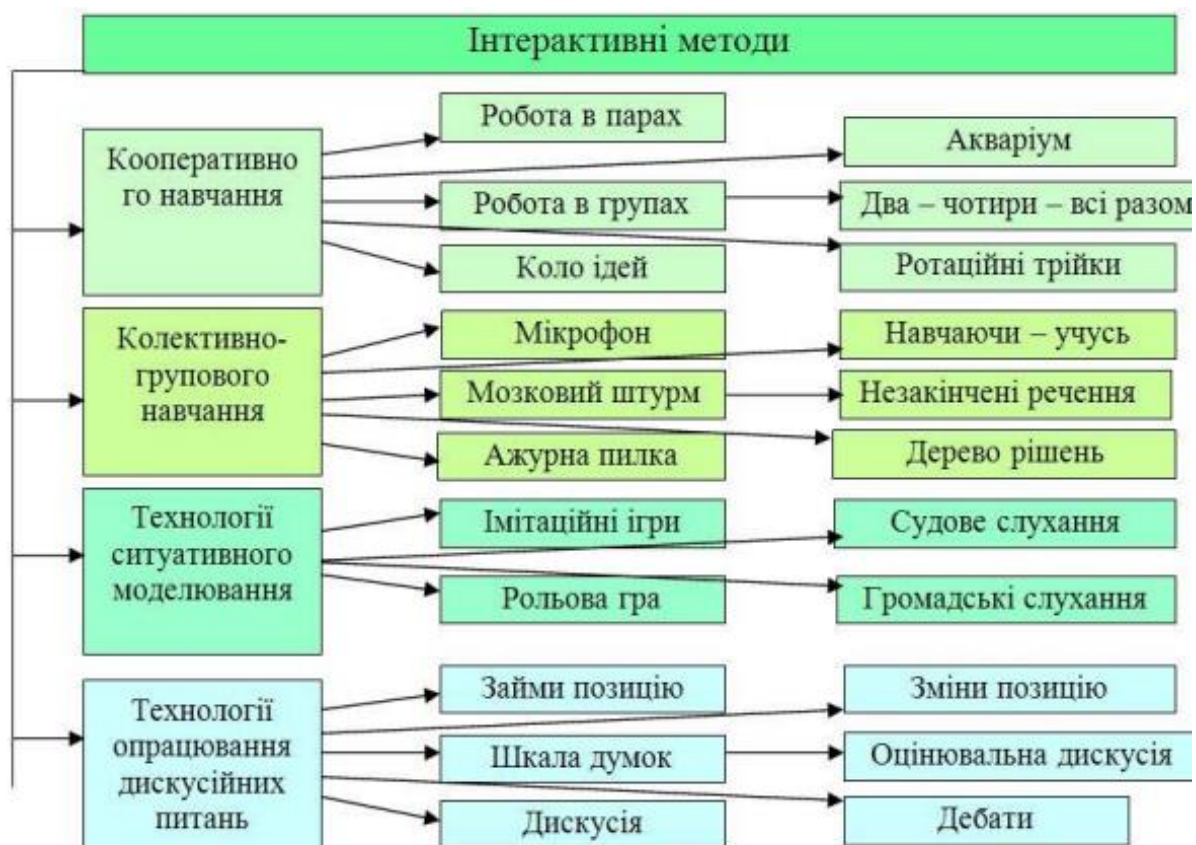 Інтерактивні методи
Кооперативно
го навчання
Робота в парах
Акваріум
Робота в групах
Два – чотири – всі разом
Коло ідей
Ротаційні трійки
Колективно-
групового
навчання
Мікрофон
Навчаючи – учусь
Мозковий штурм
Незакінчені речення
Ажурна пилка
Дерево рішень
Технології
ситуативного
моделювання
Імітаційні ігри
Судове слухання
Рольова гра
Громадські слухання
Технології
опрацювання
дискусійних
питань
Займи позицію
Зміни позицію
Шкала думок
Оцінювальна дискусія
Дискусія
Дебати